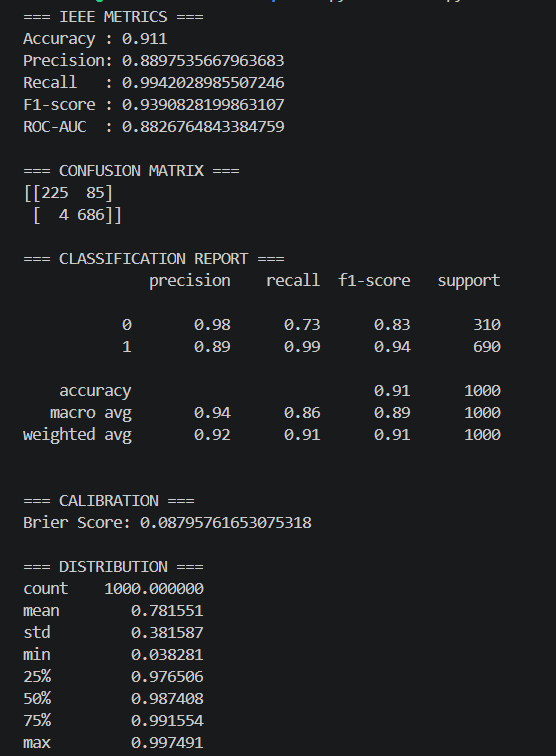 === IEEE METRICS ===
Accuracy : 0.911
Precision: 0.8897535667963683
Recall   : 0.9942028985507246
F1-score : 0.9390828199863107
ROC-AUC  : 0.8826764843384759
=== CONFUSION MATRIX ===
[[225  85]
 [  4 686]]
=== CLASSIFICATION REPORT ===
              precision    recall  f1-score   support
           0       0.98      0.73      0.83       310
           1       0.89      0.99      0.94       690
    accuracy                           0.91      1000
   macro avg       0.94      0.86      0.89      1000
weighted avg       0.92      0.91      0.91      1000
=== CALIBRATION ===
Brier Score: 0.08795761653075318
=== DISTRIBUTION ===
count    1000.000000
mean        0.781551
std         0.381587
min         0.038281
25%         0.976506
50%         0.987408
75%         0.991554
max         0.997491